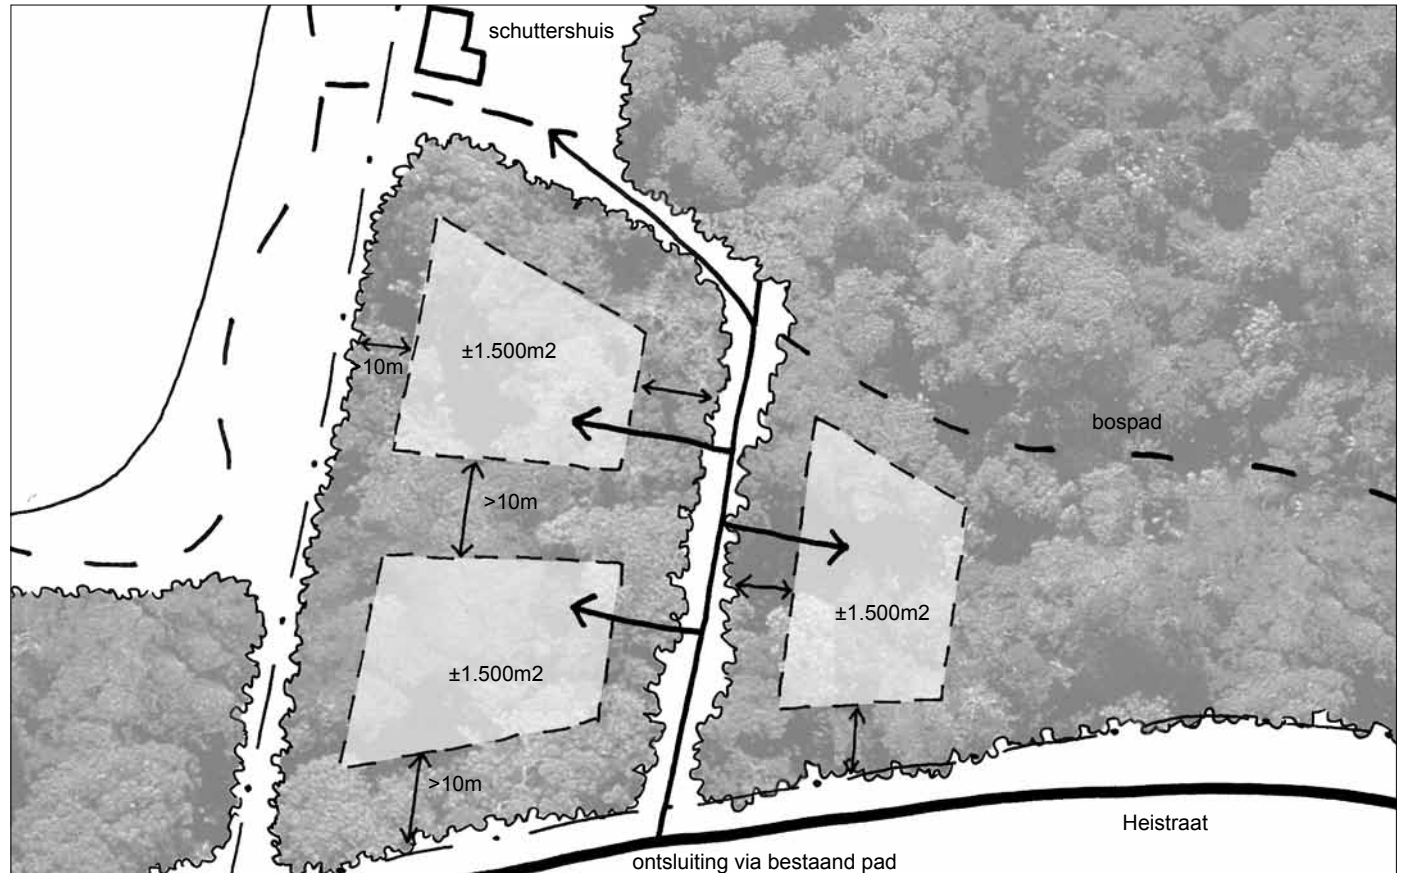 schuttershuis
±1.500m2
>10m
bospad
>10m
±1.500m2
±1.500m2
>10m
Heistraat
ontsluiting via bestaand pad